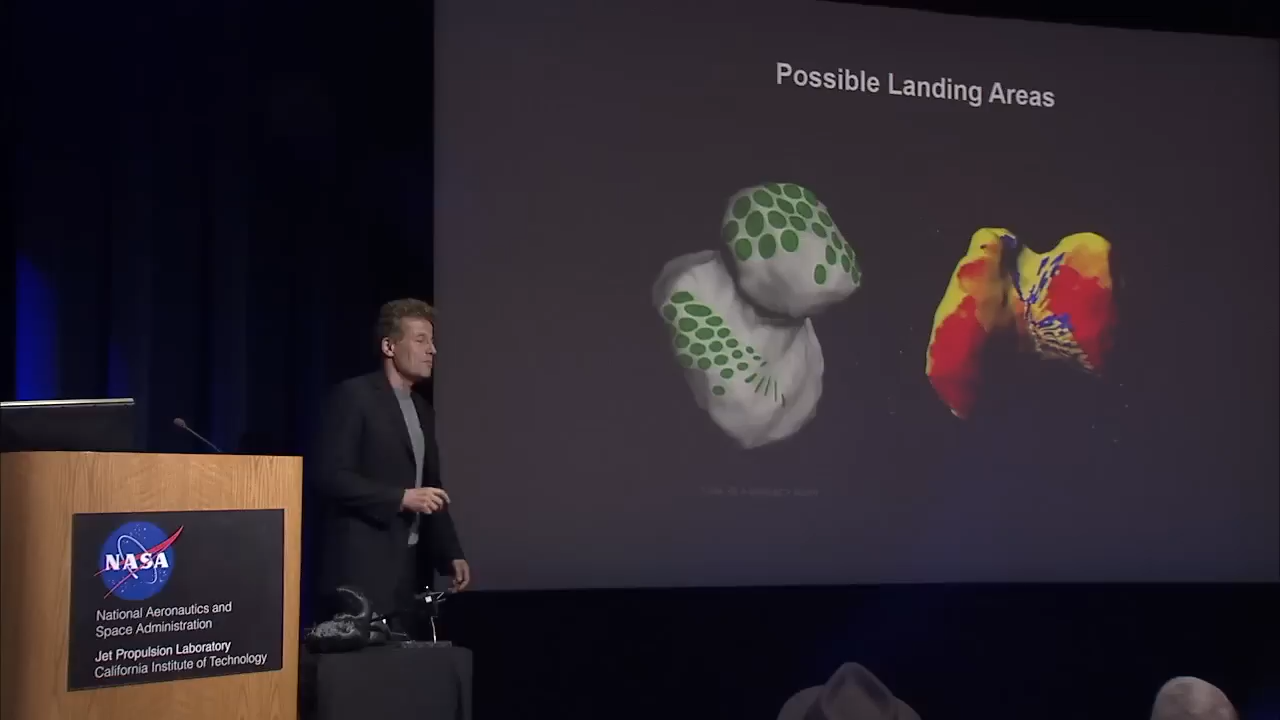 Possible Landing Areas
NASA
National Aeronautics and
Space Administration
Jet Propulsion Laboratory
California Institute of Technology